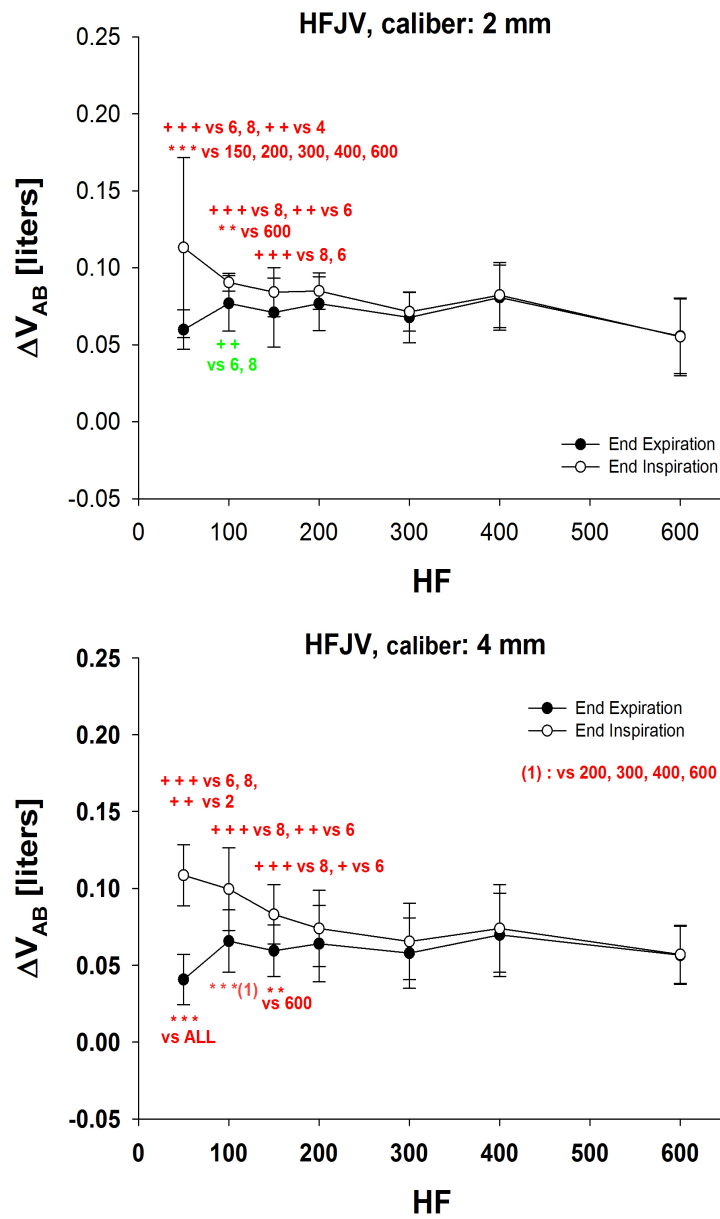 HFJV, caliber: 2 mm
ΔV_AB [liters]
0.25
0.20
0.15
0.10
0.05
0.00
-0.05
+ + + vs 6, 8, + + vs 4
* * * vs 150, 200, 300, 400, 600
+ + + vs 8, + + vs 6
* * vs 600
+ + + vs 8, 6
+ +
vs 6, 8
End Expiration
End Inspiration
0 100 200 300 400 500 600
HF
HFJV, caliber: 4 mm
ΔV_AB [liters]
0.25
0.20
0.15
0.10
0.05
0.00
-0.05
End Expiration
End Inspiration
(1) : vs 200, 300, 400, 600
+ + + vs 6, 8,
+ + vs 2
+ + + vs 8, + + vs 6
+ + + vs 8, + vs 6
* * * (1) * *
vs 600
* * *
vs ALL
0 100 200 300 400 500 600
HF